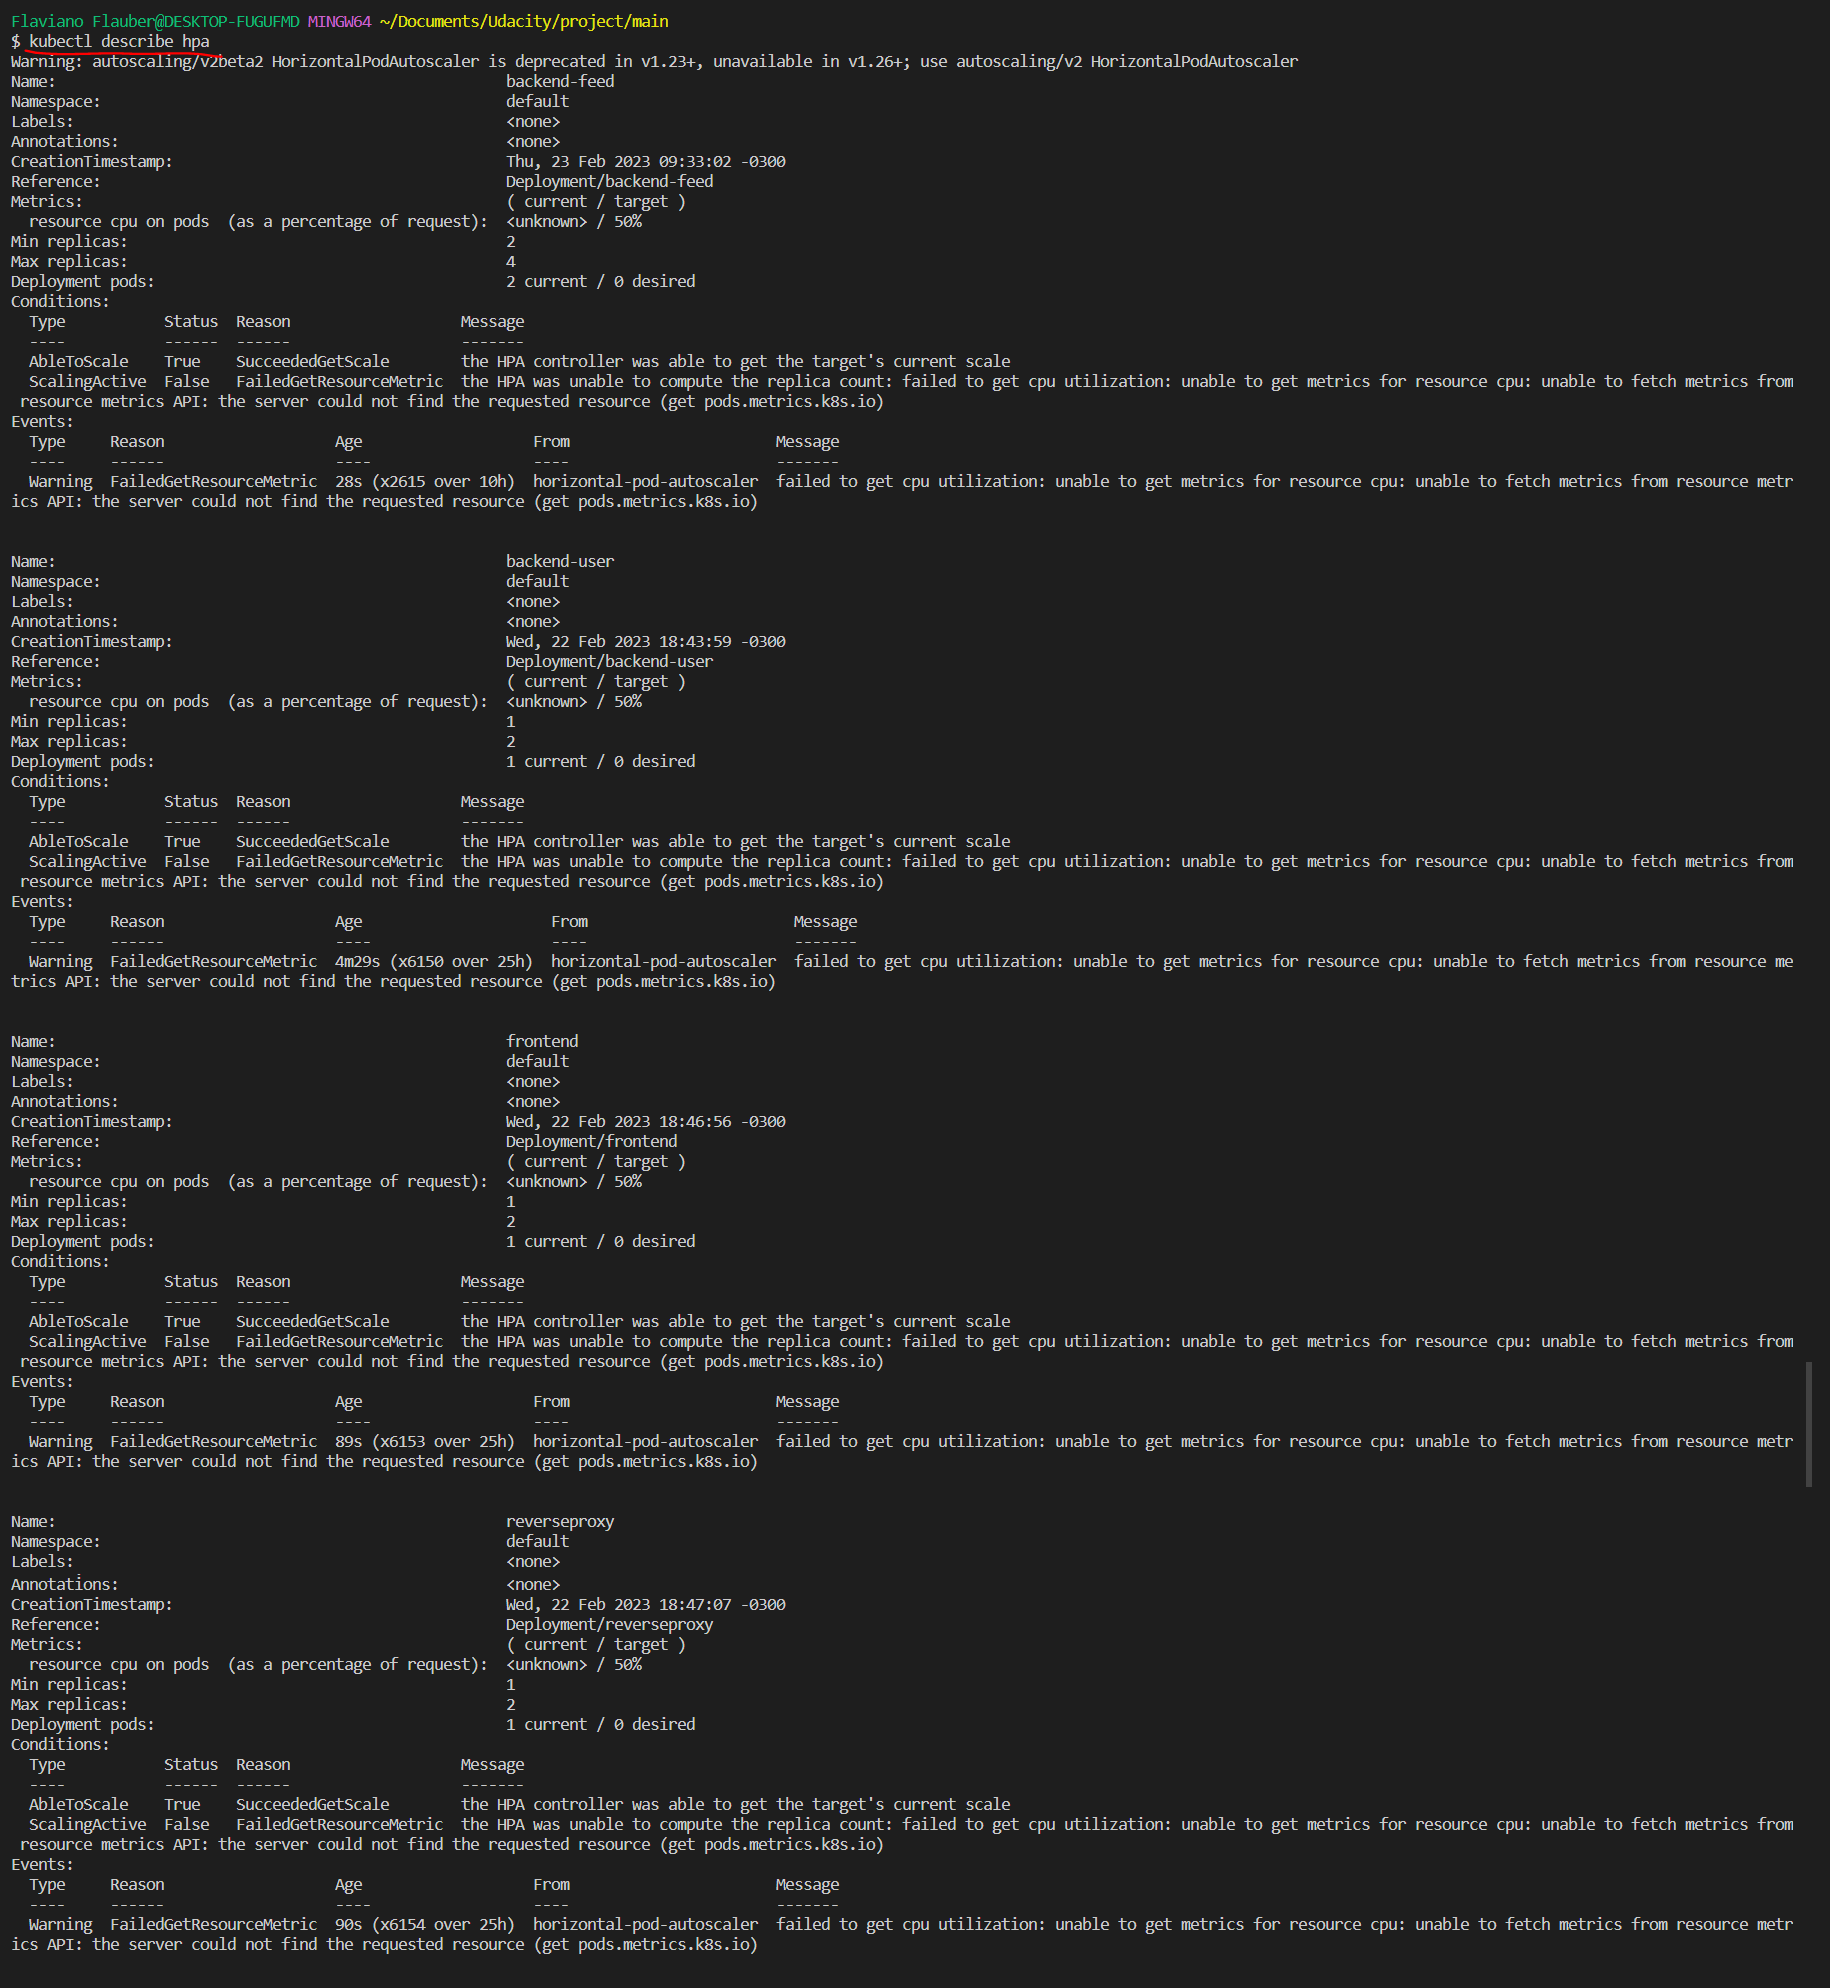 Flaviano Flauber@DESKTOP-FUGUFMD MINGW64 ~/Documents/Udacity/project/main
$ kubectl describe hpa
Warning: autoscaling/v2beta2 HorizontalPodAutoscaler is deprecated in v1.23+, unavailable in v1.26+; use autoscaling/v2 HorizontalPodAutoscaler
Name:                                                  backend-feed
Namespace:                                             default
Labels:                                                <none>
Annotations:                                           <none>
CreationTimestamp:                                     Thu, 23 Feb 2023 09:33:02 -0300
Reference:                                             Deployment/backend-feed
Metrics:                                               ( current / target )
  resource cpu on pods  (as a percentage of request):  <unknown> / 50%
Min replicas:                                          2
Max replicas:                                          4
Deployment pods:                                       2 current / 0 desired
Conditions:
  Type           Status  Reason                   Message
  ----           ------  ------                   -------
  AbleToScale    True    SucceededGetScale        the HPA controller was able to get the target's current scale
  ScalingActive  False   FailedGetResourceMetric  the HPA was unable to compute the replica count: failed to get cpu utilization: unable to get metrics for resource cpu: unable to fetch metrics from
 resource metrics API: the server could not find the requested resource (get pods.metrics.k8s.io)
Events:
  Type     Reason                   Age                   From                       Message
  ----     ------                   ----                  ----                       -------
  Warning  FailedGetResourceMetric  28s (x2615 over 10h)  horizontal-pod-autoscaler  failed to get cpu utilization: unable to get metrics for resource cpu: unable to fetch metrics from resource metr
ics API: the server could not find the requested resource (get pods.metrics.k8s.io)
Name:                                                  backend-user
Namespace:                                             default
Labels:                                                <none>
Annotations:                                           <none>
CreationTimestamp:                                     Wed, 22 Feb 2023 18:43:59 -0300
Reference:                                             Deployment/backend-user
Metrics:                                               ( current / target )
  resource cpu on pods  (as a percentage of request):  <unknown> / 50%
Min replicas:                                          1
Max replicas:                                          2
Deployment pods:                                       1 current / 0 desired
Conditions:
  Type           Status  Reason                   Message
  ----           ------  ------                   -------
  AbleToScale    True    SucceededGetScale        the HPA controller was able to get the target's current scale
  ScalingActive  False   FailedGetResourceMetric  the HPA was unable to compute the replica count: failed to get cpu utilization: unable to get metrics for resource cpu: unable to fetch metrics from
 resource metrics API: the server could not find the requested resource (get pods.metrics.k8s.io)
Events:
  Type     Reason                   Age                     From                       Message
  ----     ------                   ----                    ----                       -------
  Warning  FailedGetResourceMetric  4m29s (x6150 over 25h)  horizontal-pod-autoscaler  failed to get cpu utilization: unable to get metrics for resource cpu: unable to fetch metrics from resource me
trics API: the server could not find the requested resource (get pods.metrics.k8s.io)
Name:                                                  frontend
Namespace:                                             default
Labels:                                                <none>
Annotations:                                           <none>
CreationTimestamp:                                     Wed, 22 Feb 2023 18:46:56 -0300
Reference:                                             Deployment/frontend
Metrics:                                               ( current / target )
  resource cpu on pods  (as a percentage of request):  <unknown> / 50%
Min replicas:                                          1
Max replicas:                                          2
Deployment pods:                                       1 current / 0 desired
Conditions:
  Type           Status  Reason                   Message
  ----           ------  ------                   -------
  AbleToScale    True    SucceededGetScale        the HPA controller was able to get the target's current scale
  ScalingActive  False   FailedGetResourceMetric  the HPA was unable to compute the replica count: failed to get cpu utilization: unable to get metrics for resource cpu: unable to fetch metrics from
 resource metrics API: the server could not find the requested resource (get pods.metrics.k8s.io)
Events:
  Type     Reason                   Age                   From                       Message
  ----     ------                   ----                  ----                       -------
  Warning  FailedGetResourceMetric  89s (x6153 over 25h)  horizontal-pod-autoscaler  failed to get cpu utilization: unable to get metrics for resource cpu: unable to fetch metrics from resource metr
ics API: the server could not find the requested resource (get pods.metrics.k8s.io)
Name:                                                  reverseproxy
Namespace:                                             default
Labels:                                                <none>
Annotations:                                           <none>
CreationTimestamp:                                     Wed, 22 Feb 2023 18:47:07 -0300
Reference:                                             Deployment/reverseproxy
Metrics:                                               ( current / target )
  resource cpu on pods  (as a percentage of request):  <unknown> / 50%
Min replicas:                                          1
Max replicas:                                          2
Deployment pods:                                       1 current / 0 desired
Conditions:
  Type           Status  Reason                   Message
  ----           ------  ------                   -------
  AbleToScale    True    SucceededGetScale        the HPA controller was able to get the target's current scale
  ScalingActive  False   FailedGetResourceMetric  the HPA was unable to compute the replica count: failed to get cpu utilization: unable to get metrics for resource cpu: unable to fetch metrics from
 resource metrics API: the server could not find the requested resource (get pods.metrics.k8s.io)
Events:
  Type     Reason                   Age                   From                       Message
  ----     ------                   ----                  ----                       -------
  Warning  FailedGetResourceMetric  90s (x6154 over 25h)  horizontal-pod-autoscaler  failed to get cpu utilization: unable to get metrics for resource cpu: unable to fetch metrics from resource metr
ics API: the server could not find the requested resource (get pods.metrics.k8s.io)